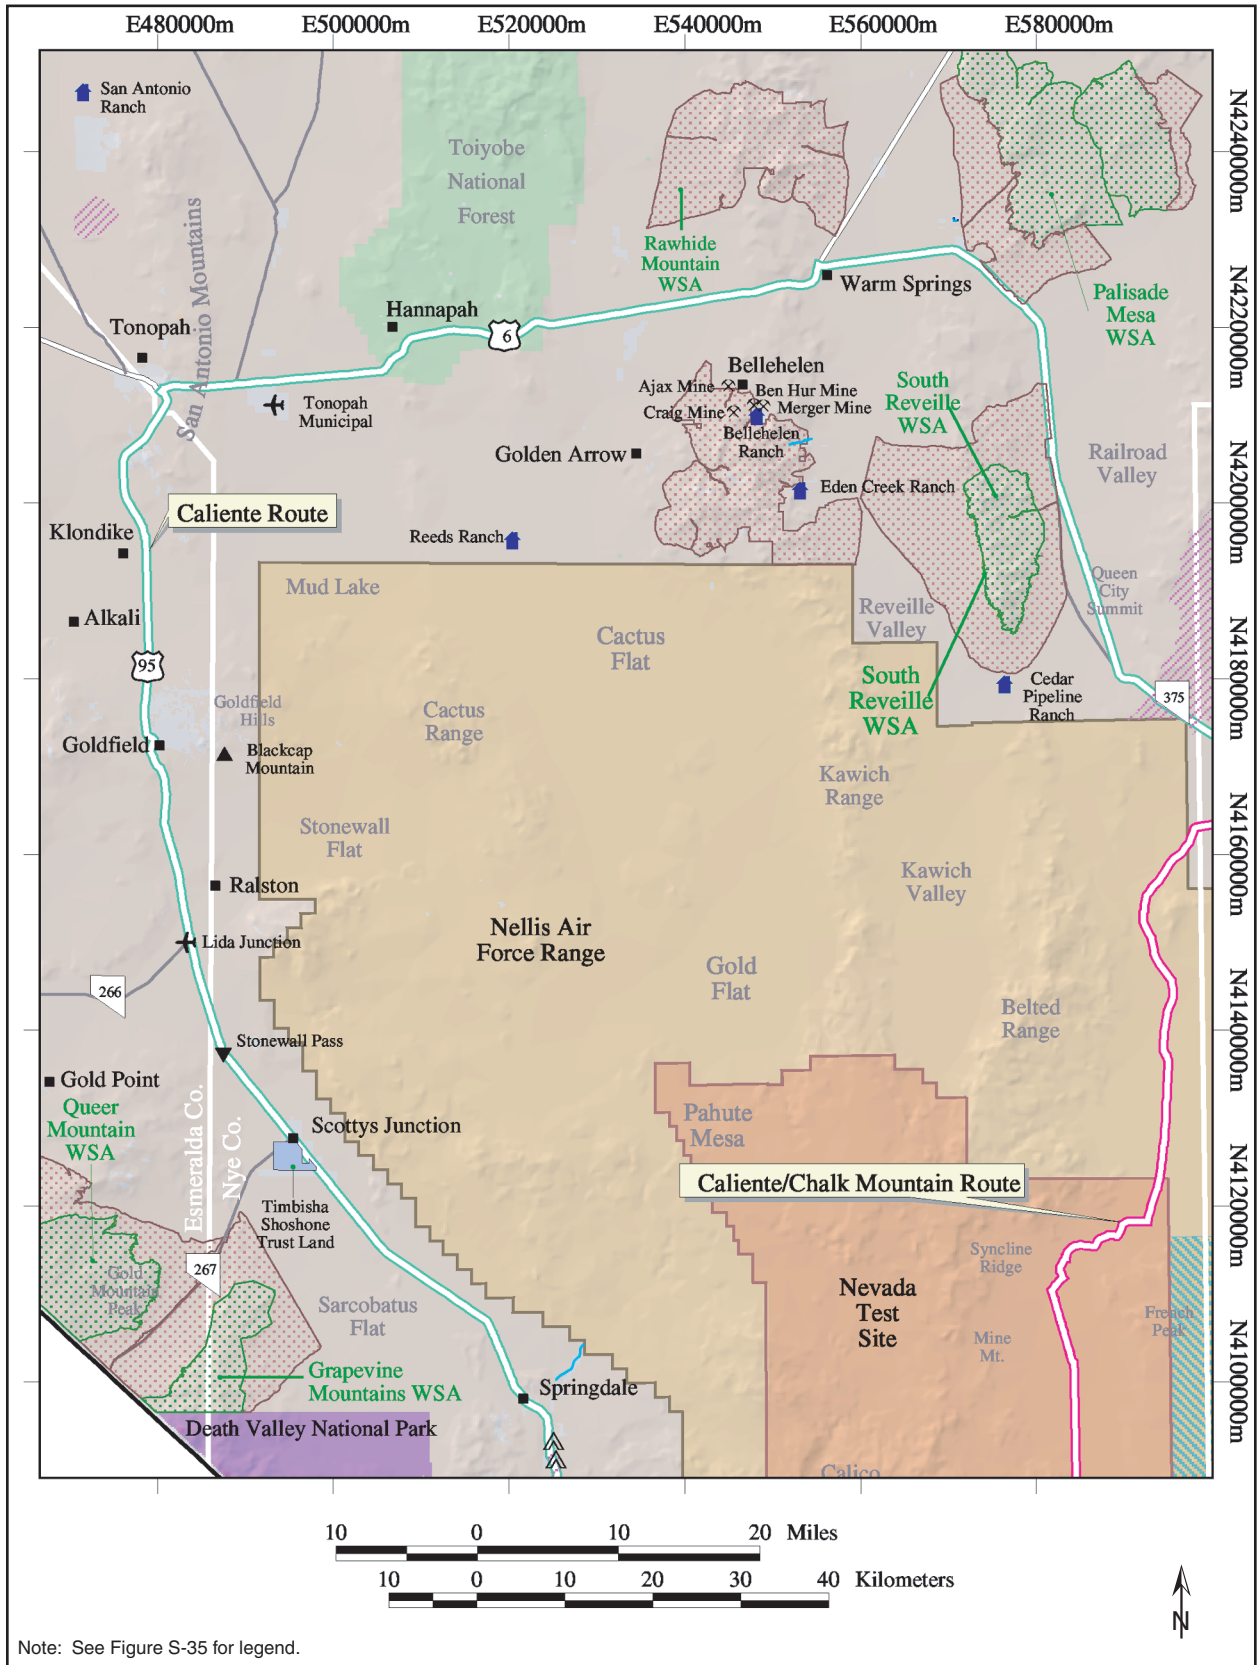 E480000m E500000m E520000m E540000m E560000m E580000m
San Antonio
Ranch
Toiyobe
National
Forest
N4240000m
San Antonio Mountains
Rawhide
Mountain
WSA
Warm Springs
Palisade
Mesa
WSA
N4220000m
Hannapah
6
Tonopah
Tonopah
Municipal
Bellehelen
Ajax Mine
Ben Hur Mine
Craig Mine
Merger Mine
Bellehelen
Ranch
South
Reveille
WSA
Railroad
Valley
Golden Arrow
Eden Creek Ranch
N4200000m
Caliente Route
Klondike
Reeds Ranch
Mud Lake
Alkali
Cactus
Flat
Reveille
Valley
Queen
City
Summit
95
South
Reveille
WSA
Cedar
Pipeline
Ranch
N4180000m
375
Goldfield
Hills
Cactus
Range
Goldfield
Blackcap
Mountain
Kawich
Range
Stonewall
Flat
N4160000m
Kawich
Valley
Ralston
Nellis Air
Force Range
Lida Junction
Gold
Flat
266
Belted
Range
N4140000m
Stonewall Pass
Gold Point
Queer
Mountain
WSA
Esmeralda Co.
Nye Co.
Scottys Junction
Pahute
Mesa
Caliente/Chalk Mountain Route
N4120000m
Timbisha
Shoshone
Trust Land
Syncline
Ridge
267
Gold
Mountain
Peak
Sarcobatus
Flat
Nevada
Test
Site
French
Peak
Mine
Mt.
Grapevine
Mountains WSA
Springdale
N4100000m
Death Valley National Park
Calico
10 0 10 20 Miles
10 0 10 20 30 40 Kilometers
N
Note: See Figure S-35 for legend.